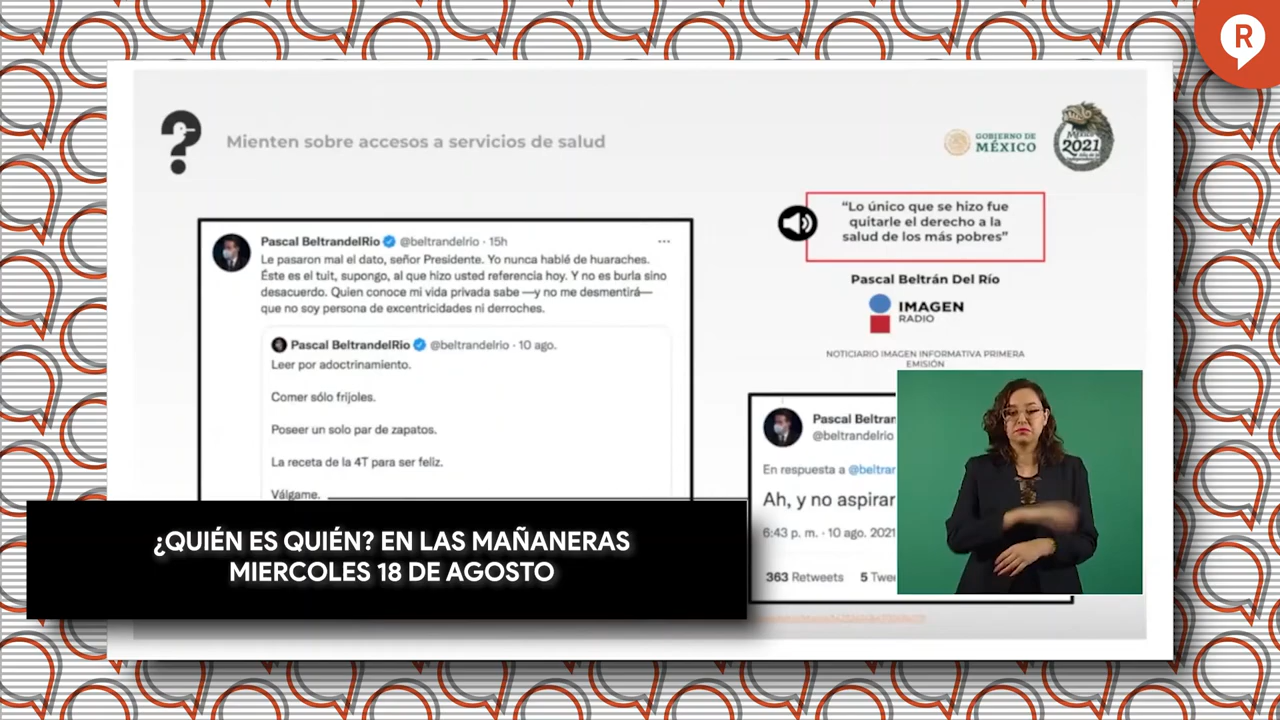 R
Mienten sobre accesos a servicios de salud
GOBIERNO DE
MÉXICO
México
2021
Pascal BeltrandelRio @beltrandelrio · 15h
Le pasaron mal el dato, señor Presidente. Yo nunca hablé de huaraches.
Éste es el tuit, supongo, al que hizo usted referencia hoy. Y no es burla sino
desacuerdo. Quien conoce mi vida privada sabe —y no me desmentirá—
que no soy persona de excentricidades ni derroches.
Pascal BeltrandelRio @beltrandelrio · 10 ago.
Leer por adoctrinamiento.
Comer sólo frijoles.
Poseer un solo par de zapatos.
La receta de la 4T para ser feliz.
Válgame.
“Lo único que se hizo fue
quitarle el derecho a la
salud de los más pobres”
Pascal Beltrán Del Río
IMAGEN
RADIO
NOTICIARIO IMAGEN INFORMATIVA PRIMERA
EMISIÓN
Pascal Beltran
@beltrandelrio
En respuesta a @beltrar
Ah, y no aspirar
6:43 p. m. · 10 ago. 2021
363 Retweets 5 Twee
¿QUIÉN ES QUIÉN? EN LAS MAÑANERAS
MIERCOLES 18 DE AGOSTO